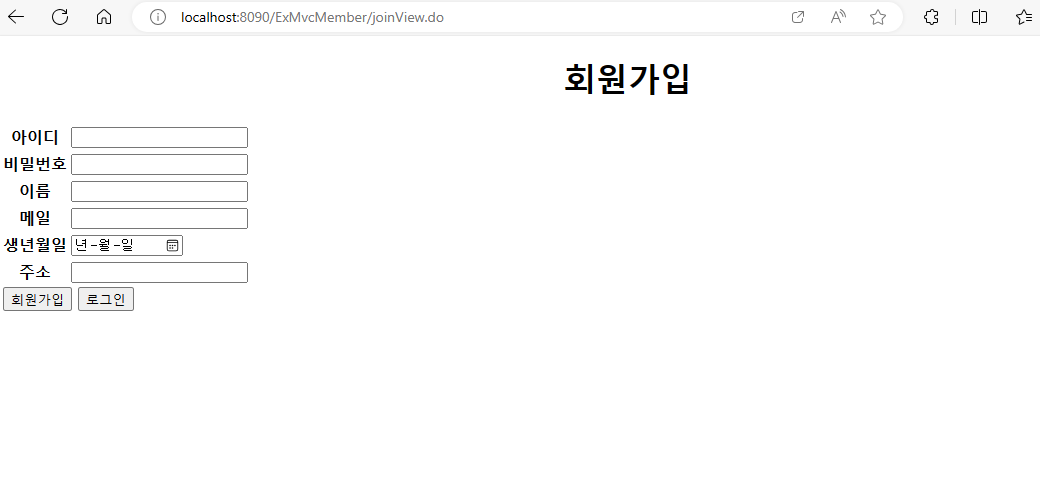 localhost:8090/ExMvcMember/joinView.do
회원가입
아이디
비밀번호
이름
메일
생년월일 년-월-일
주소
회원가입 로그인